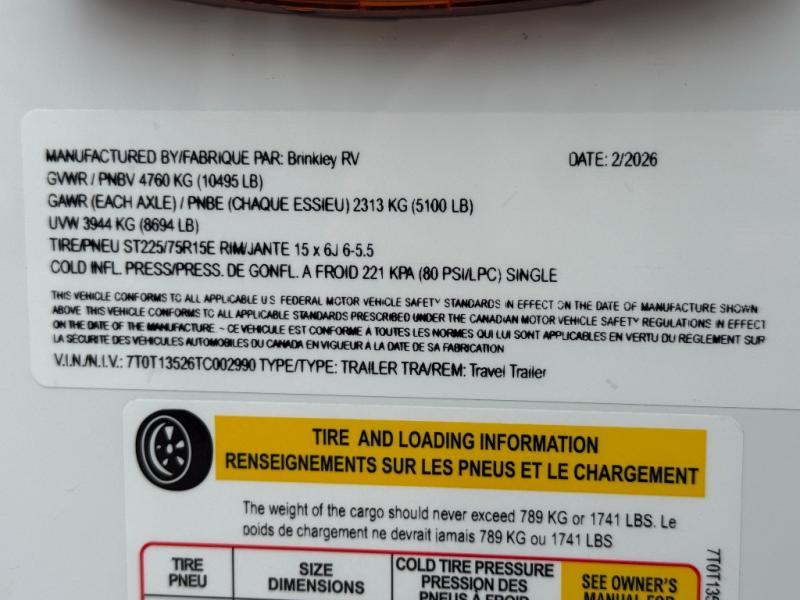 MANUFACTURED BY/FABRIQUE PAR: Brinkley RV DATE: 2/2026
GVWR / PNBV 4760 KG (10495 LB)
GAWR (EACH AXLE) / PNBE (CHAQUE ESSIEU) 2313 KG (5100 LB)
UVW 3944 KG (8694 LB)
TIRE/PNEU ST225/75R15E RIM/JANTE 15 x 6J 6-5.5
COLD INFL. PRESS/PRESS. DE GONFL. A FROID 221 KPA (80 PSI/LPC) SINGLE
THIS VEHICLE CONFORMS TO ALL APPLICABLE U.S FEDERAL MOTOR VEHICLE SAFETY STANDARDS IN EFFECT ON THE DATE OF MANUFACTURE SHOWN
ABOVE THIS VEHICLE CONFORMS TO ALL APPLICABLE STANDARDS PRESCRIBED UNDER THE CANADIAN MOTOR VEHICLE SAFETY REGULATIONS IN EFFECT
ON THE DATE OF THE MANUFACTURE - CE VEHICULE EST CONFORME À TOUTES LES NORMES QUI LUI SONT APPLICABLES EN VERTU DU RÉGLEMENT SUR
LA SÉCURITE DES VEHICULES AUTOMOBILES DU CANADA EN VIGUEUR À LA DATE DE SA FABRICATION
V.I.N./N.I.V.: 7T0T13526TC002990 TYPE/TYPE: TRAILER TRA/REM: Travel Trailer
TIRE AND LOADING INFORMATION
RENSEIGNEMENTS SUR LES PNEUS ET LE CHARGEMENT
The weight of the cargo should never exceed 789 KG or 1741 LBS. Le
poids de chargement ne devrait jamais 789 KG ou 1741 LBS
TIRE
PNEU
SIZE
DIMENSIONS
COLD TIRE PRESSURE
PRESSION DES
PNEUS À FROID
SEE OWNER'S
MANUAL FOR
7T0T135